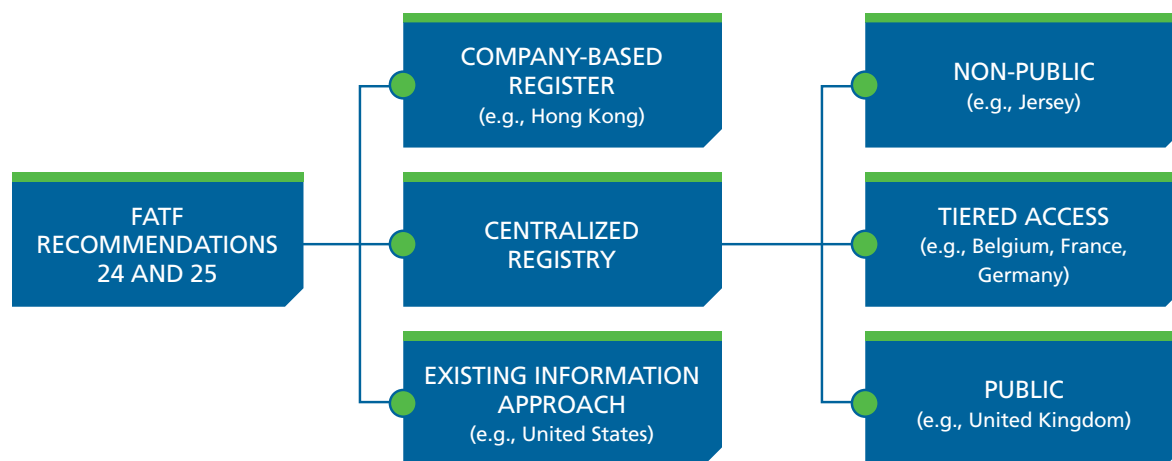 FATF
RECOMMENDATIONS
24 AND 25
COMPANY-BASED
REGISTER
(e.g., Hong Kong)
CENTRALIZED
REGISTRY
EXISTING INFORMATION
APPROACH
(e.g., United States)
NON-PUBLIC
(e.g., Jersey)
TIERED ACCESS
(e.g., Belgium, France,
Germany)
PUBLIC
(e.g., United Kingdom)